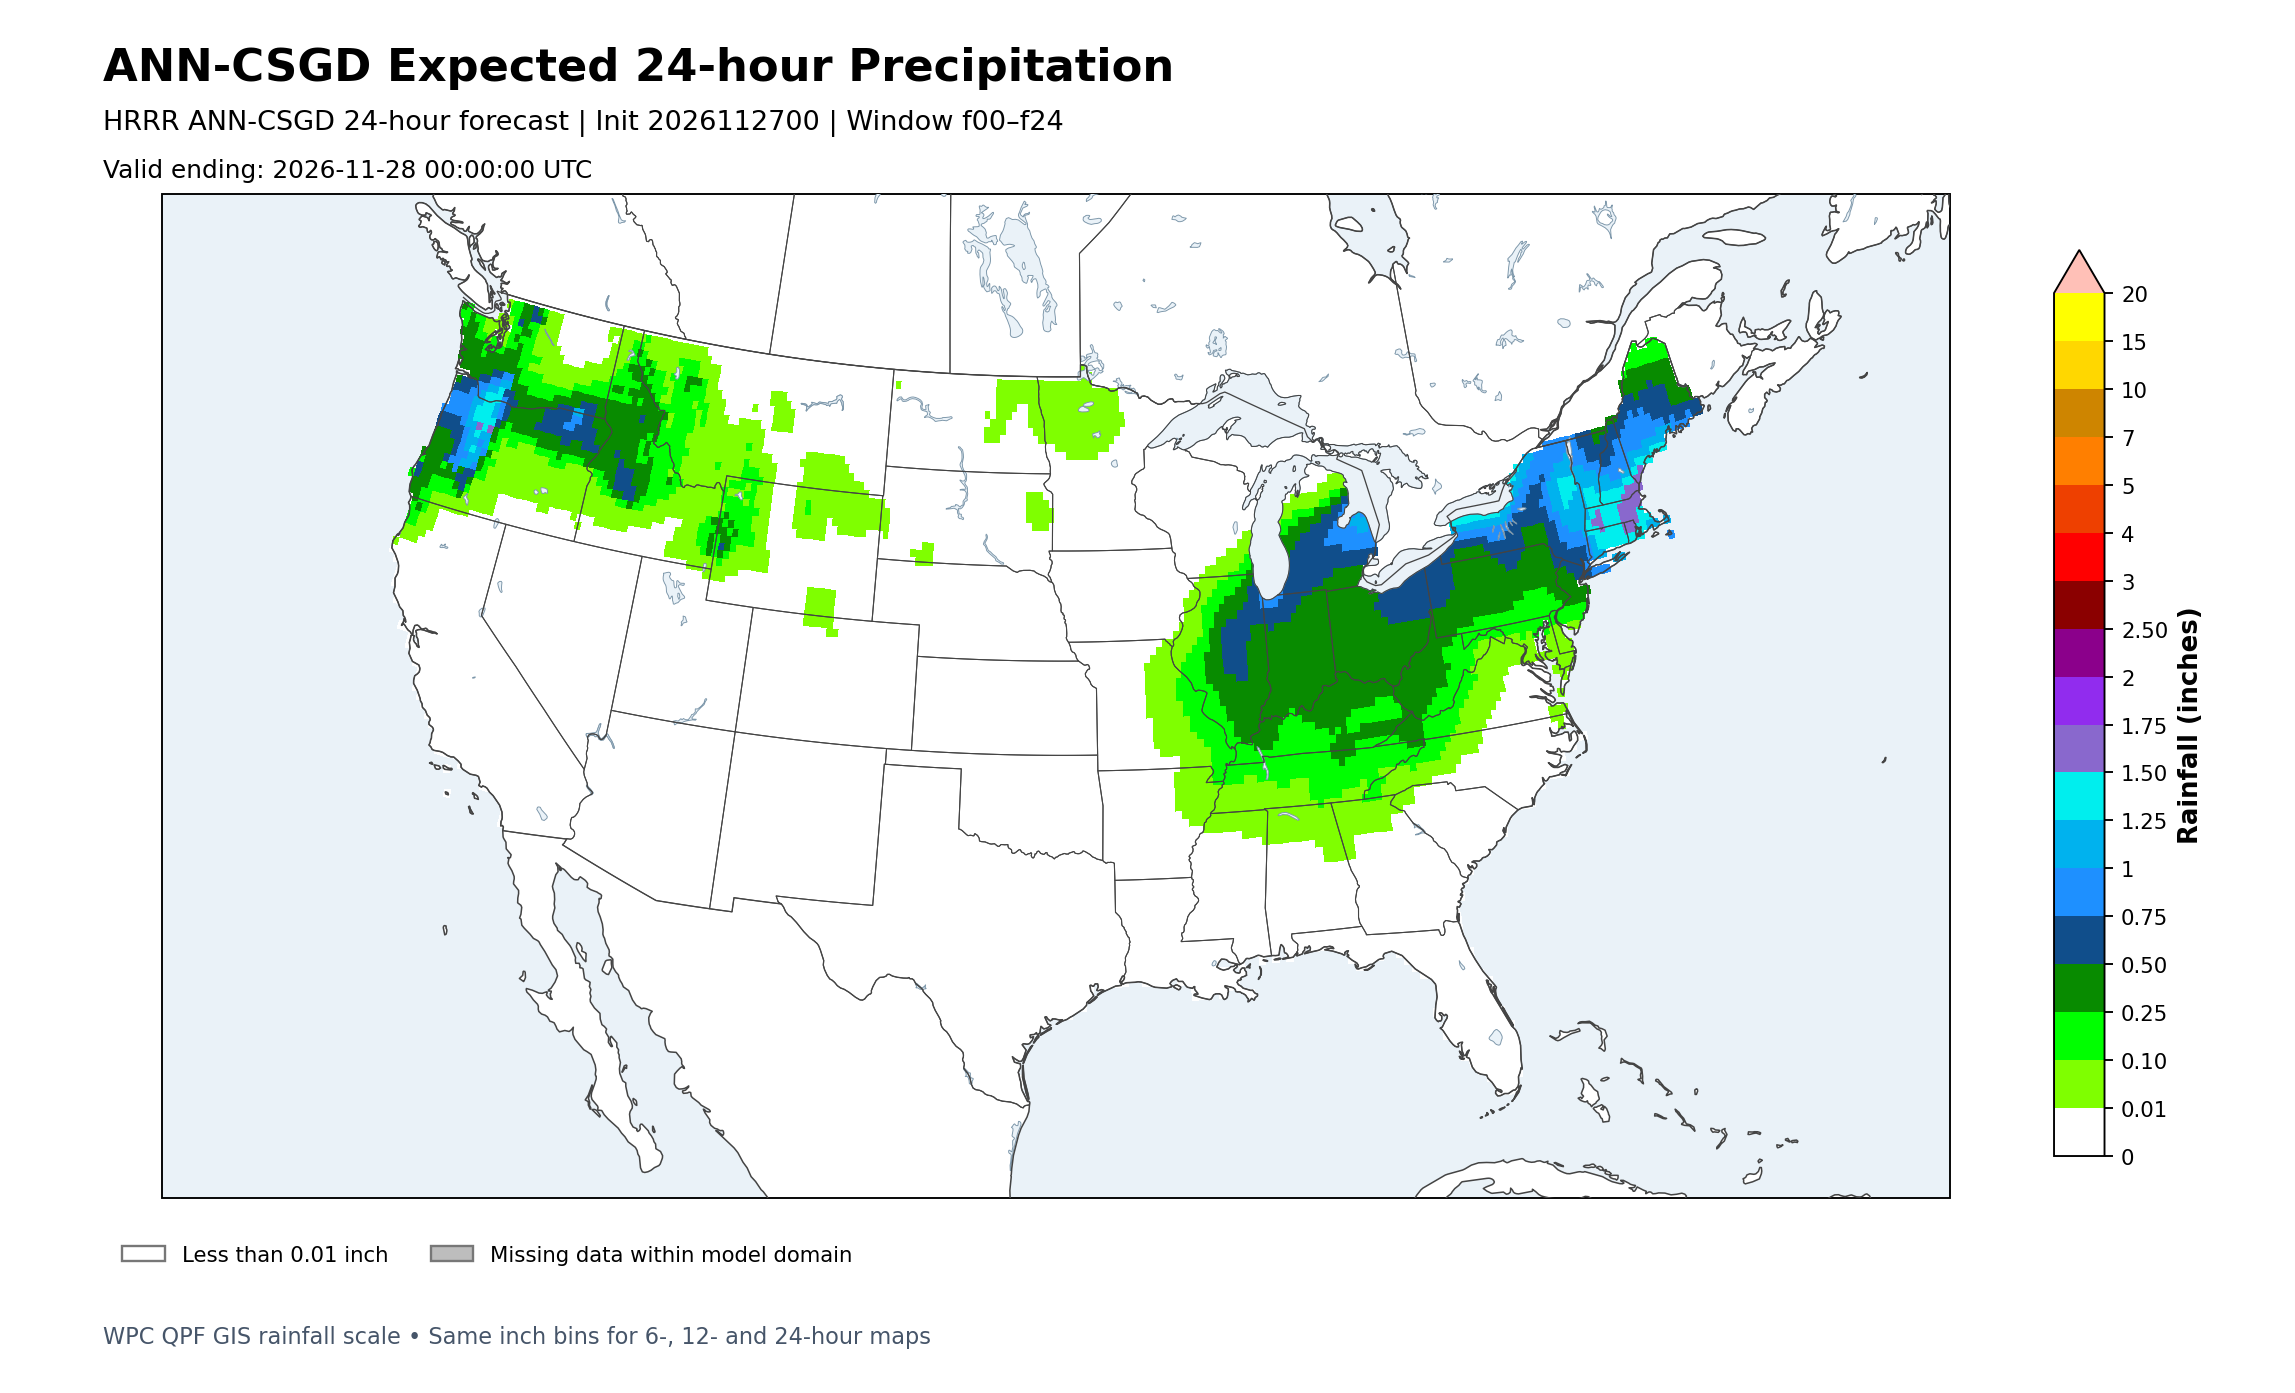 ANN-CSGD Expected 24-hour Precipitation
HRRR ANN-CSGD 24-hour forecast | Init 2026112700 | Window f00–f24
Valid ending: 2026-11-28 00:00:00 UTC
20
15
10
7
5
4
3
2.50
2
1.75
1.50
1.25
1
0.75
0.50
0.25
0.10
0.01
0
Rainfall (inches)
Less than 0.01 inch
Missing data within model domain
WPC QPF GIS rainfall scale • Same inch bins for 6-, 12- and 24-hour maps